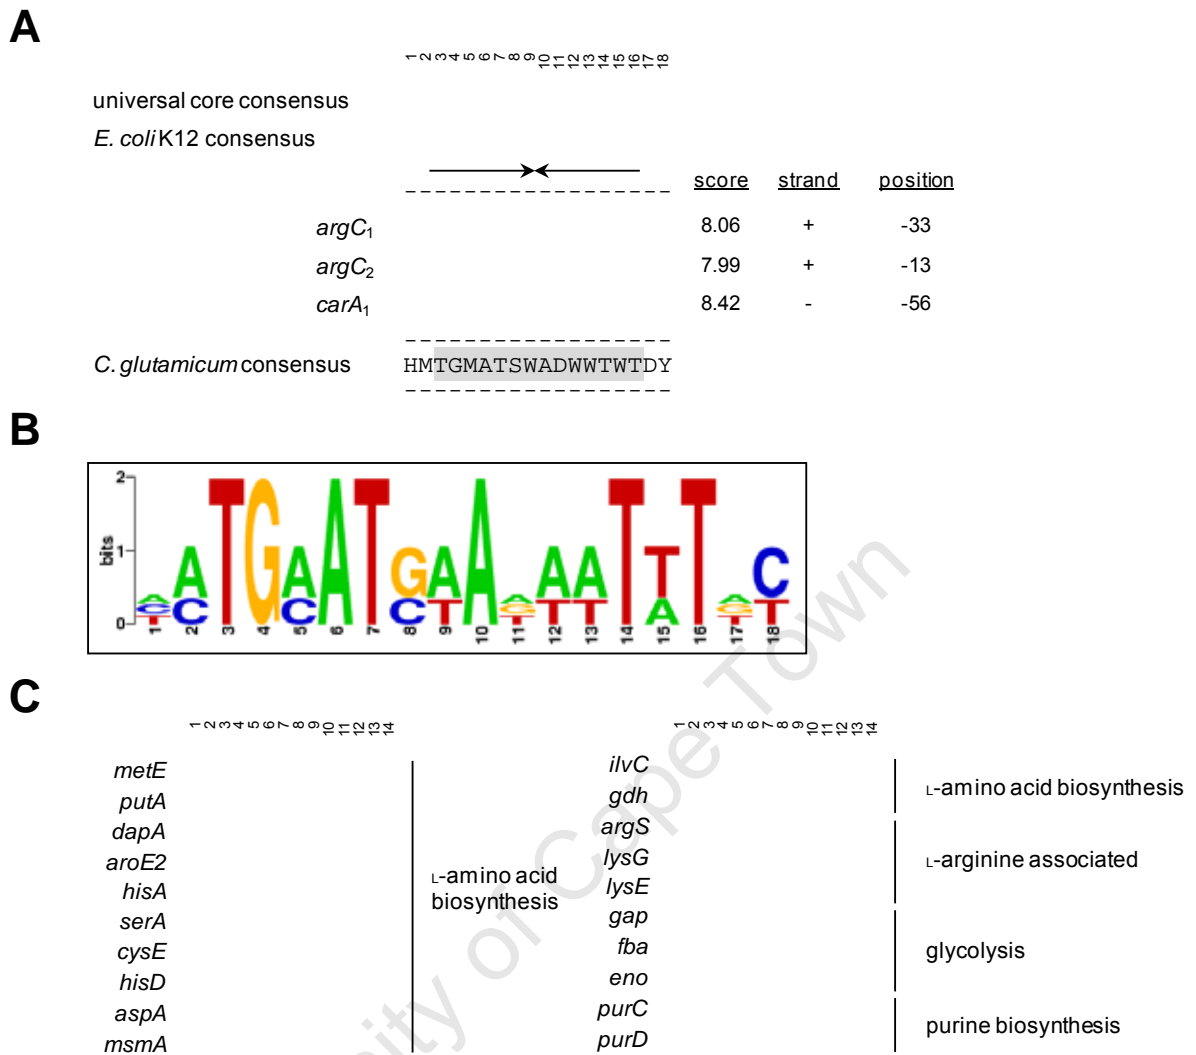 A
1 2 3 4 5 6 7 8 9 10 11 12 13 14 15 16 17 18
universal core consensus
E. coli K12 consensus
score strand position
argC1 8.06 + -33
argC2 7.99 + -13
carA1 8.42 - -56
C. glutamicum consensus HMTGMATSWADWWTWTDY
B
2
bits
1
0
1 2 3 4 5 6 7 8 9 10 11 12 13 14 15 16 17 18
C
1 2 3 4 5 6 7 8 9 10 11 12 13 14
1 2 3 4 5 6 7 8 9 10 11 12 13 14
metE
putA
dapA
aroE2
hisA
serA
cysE
hisD
aspA
msmA
L-amino acid
biosynthesis
ilvC
gdh
argS
lysG
lysE
gap
fba
eno
purC
purD
L-amino acid biosynthesis
L-arginine associated
glycolysis
purine biosynthesis
sity of Cape Town